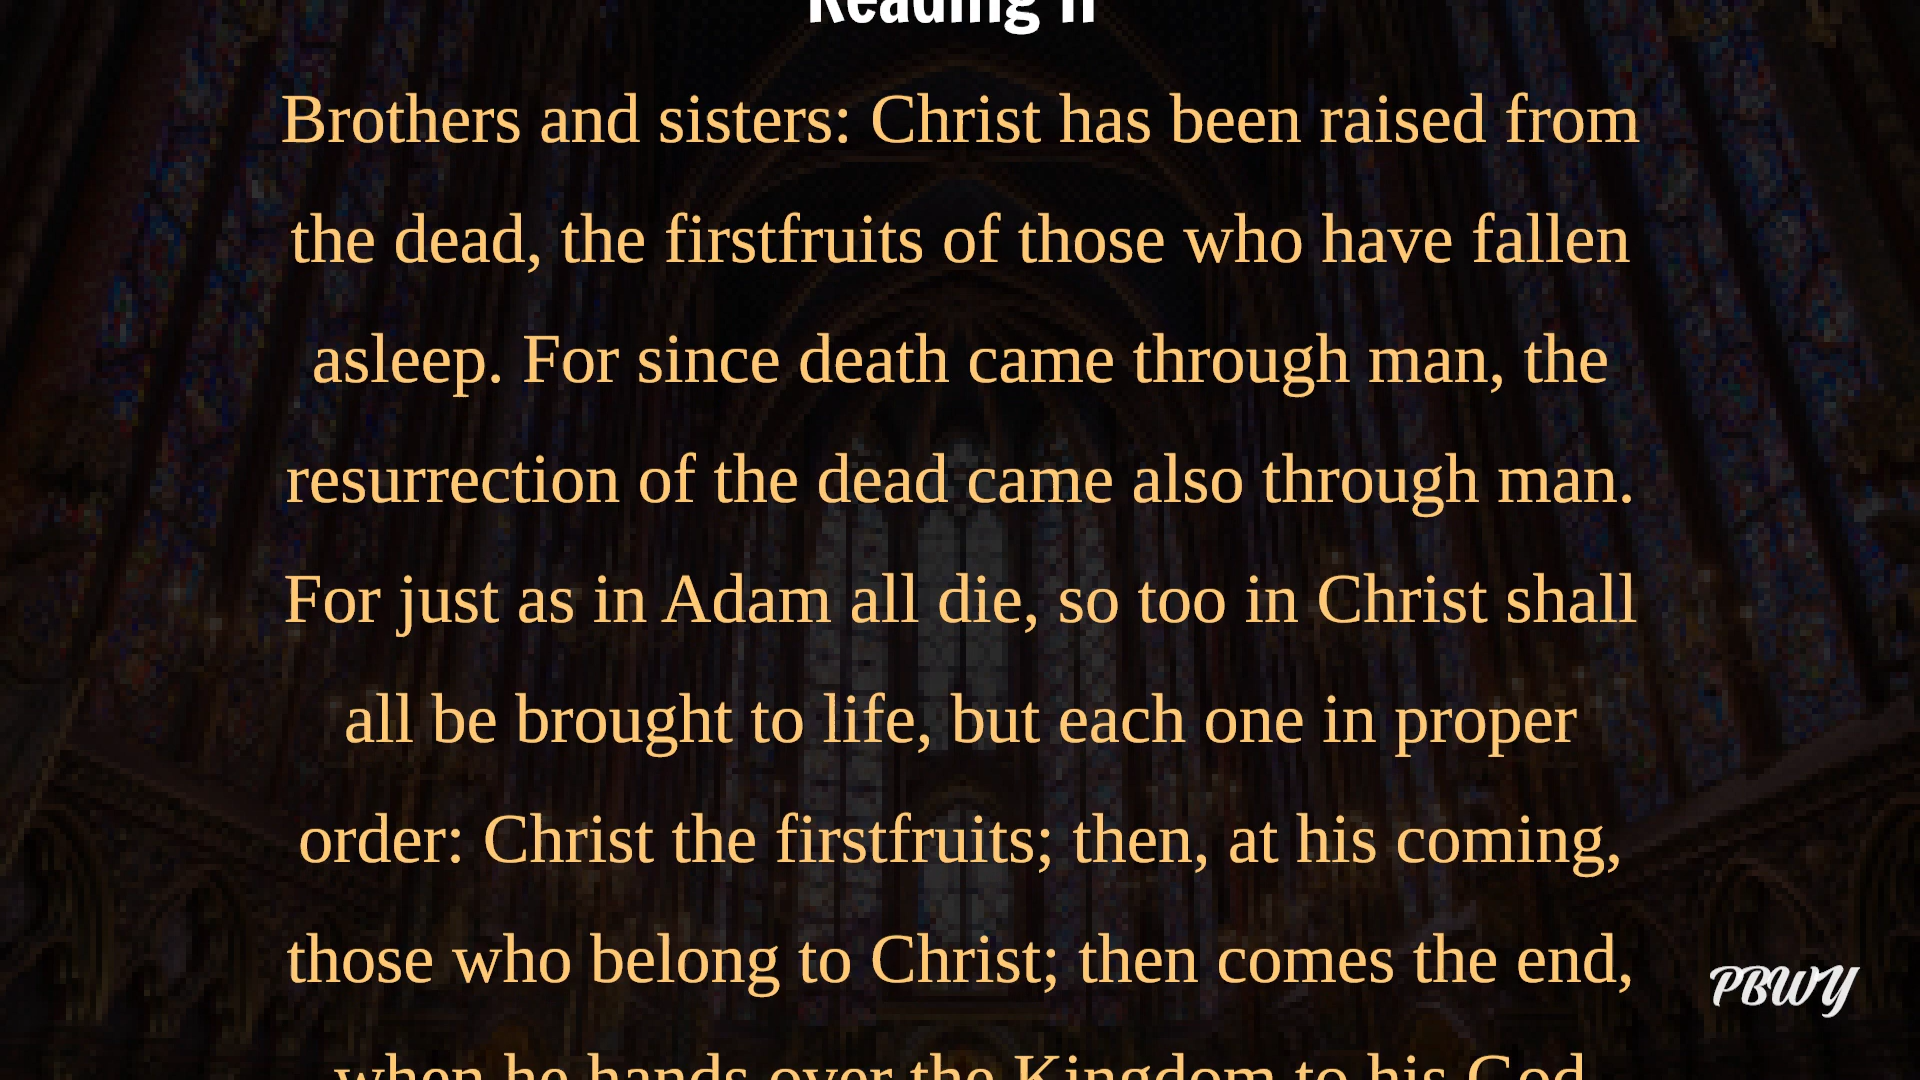 Reading II
Brothers and sisters: Christ has been raised from
the dead, the firstfruits of those who have fallen
asleep. For since death came through man, the
resurrection of the dead came also through man.
For just as in Adam all die, so too in Christ shall
all be brought to life, but each one in proper
order: Christ the firstfruits; then, at his coming,
those who belong to Christ; then comes the end,
PBWY
when he hands over the Kingdom to his God